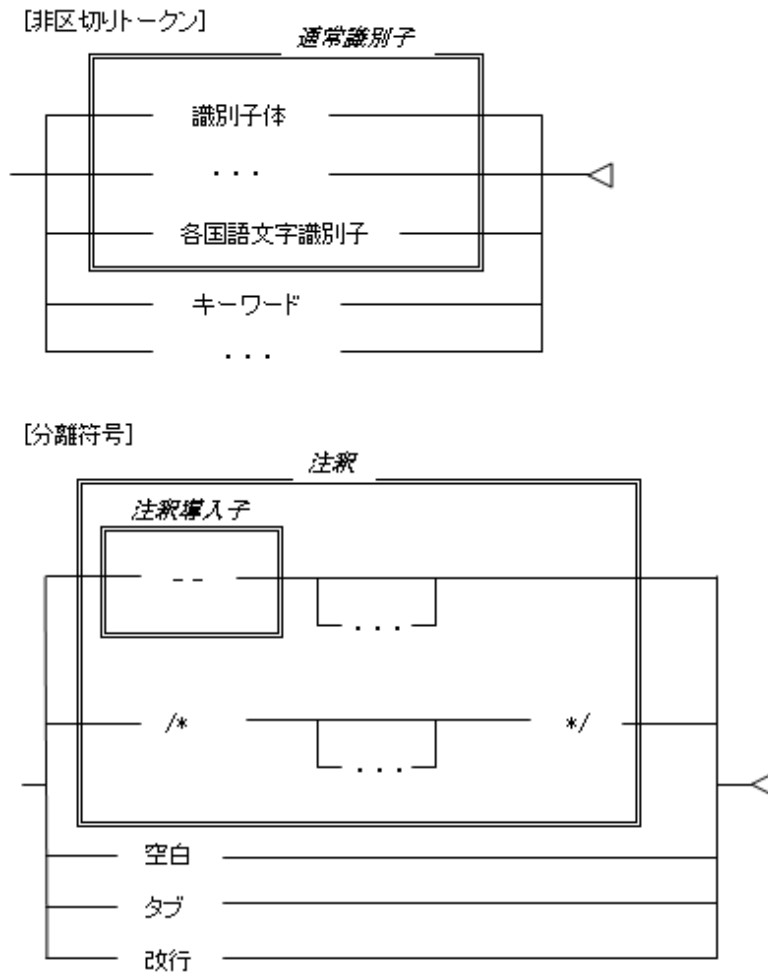 [非区切りトークン]
通常識別子
識別子体
・・・
各国語文字識別子
キーワード
・・・
[分離符号]
注釈
注釈導入子
--
・・・
/*
*/
・・・
空白
タブ
改行